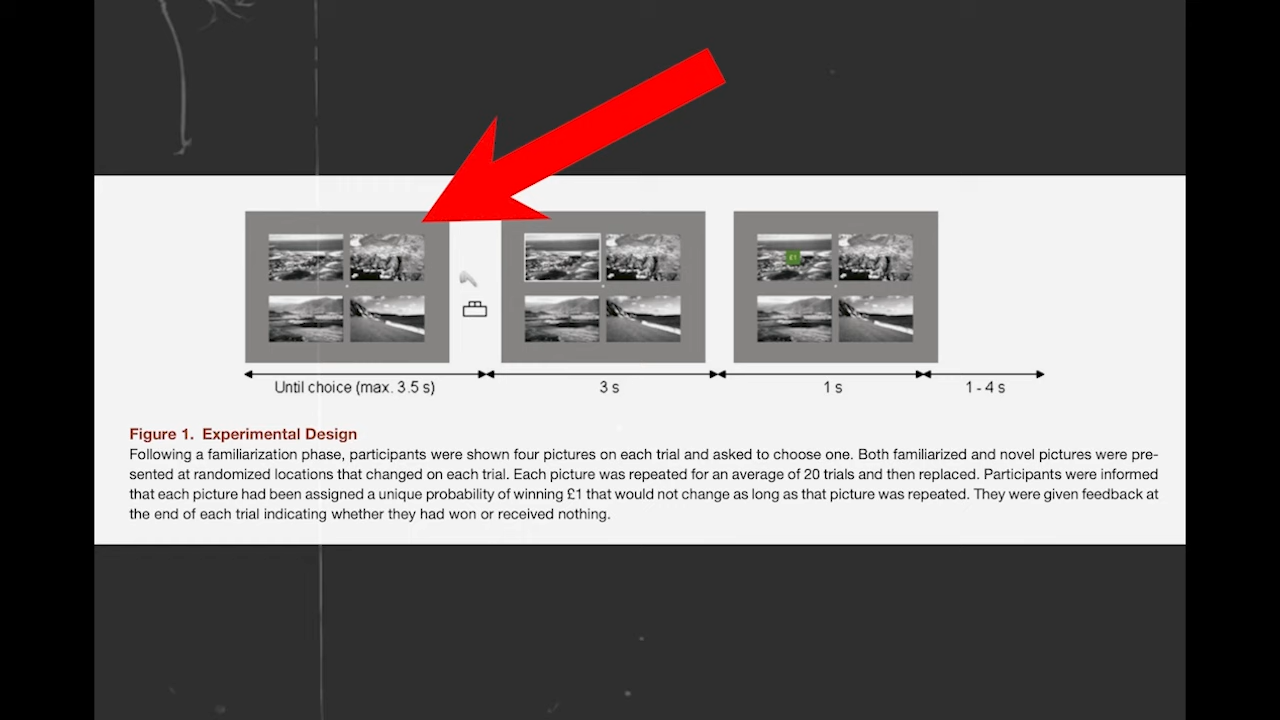 £1
Until choice (max. 3.5 s)
3 s
1 s
1 - 4 s
Figure 1. Experimental Design
Following a familiarization phase, participants were shown four pictures on each trial and asked to choose one. Both familiarized and novel pictures were pre-
sented at randomized locations that changed on each trial. Each picture was repeated for an average of 20 trials and then replaced. Participants were informed
that each picture had been assigned a unique probability of winning £1 that would not change as long as that picture was repeated. They were given feedback at
the end of each trial indicating whether they had won or received nothing.